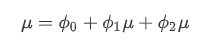 μ = ϕ₀ + ϕ₁μ + ϕ₂μ